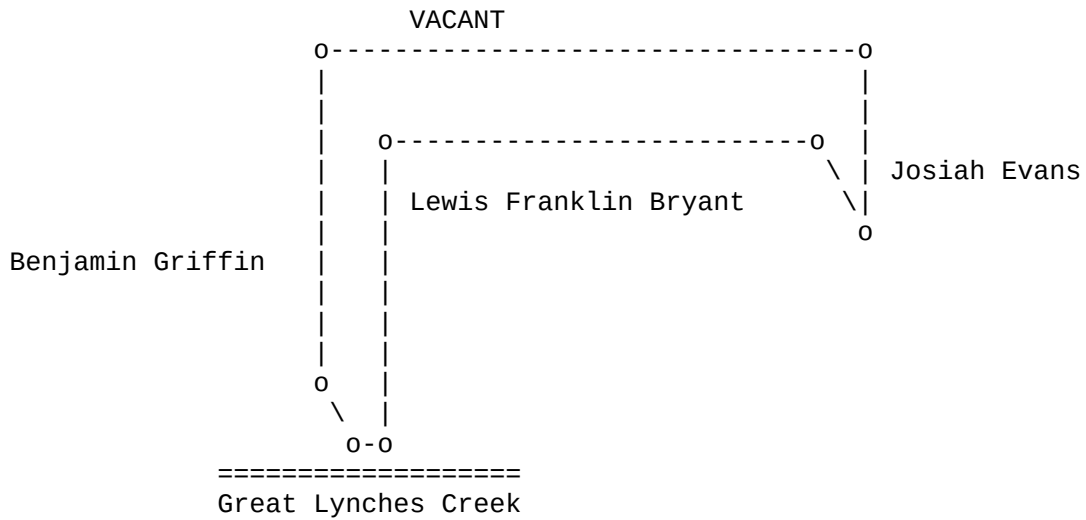 VACANT
Josiah Evans
Lewis Franklin Bryant
Benjamin Griffin
Great Lynches Creek